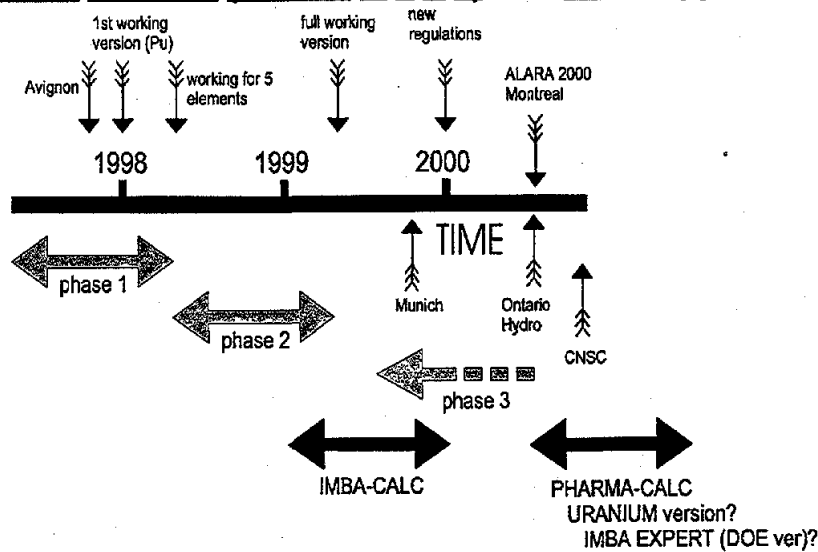 1st working
version (Pu)
full working
version
new
regulations
Avignon
working for 5
elements
ALARA 2000
Montreal
1998
1999
2000
TIME
phase 1
Munich
Ontario
Hydro
phase 2
CNSC
phase 3
IMBA-CALC
PHARMA-CALC
URANIUM version?
IMBA EXPERT (DOE ver)?